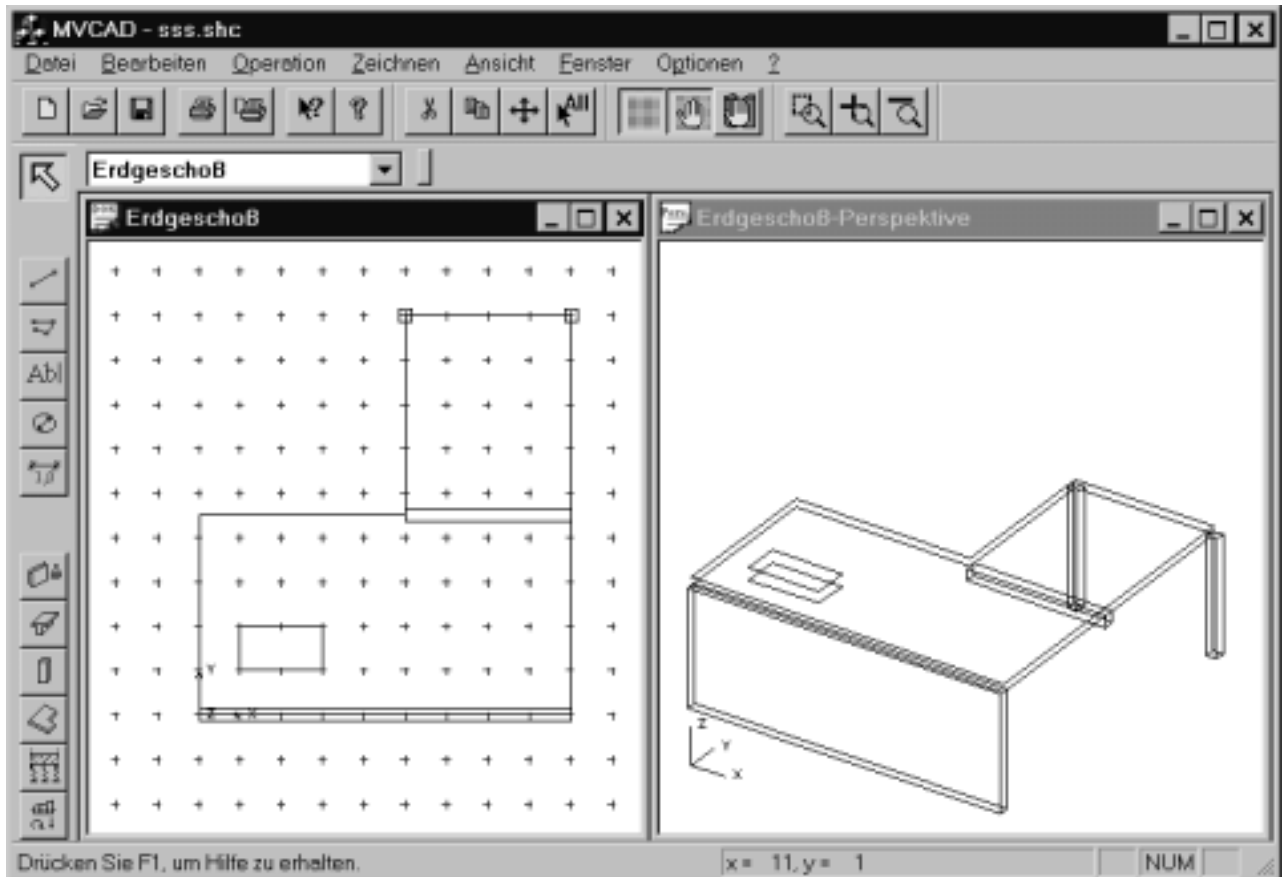 MVCAD - sss.shc
Datei Bearbeiten Operation Zeichnen Ansicht Fenster Optionen ?
All
Erdgeschoß
Erdgeschoß
Erdgeschoß-Perspektive
Abl
Y
Z X
Z
Y
X
Drücken Sie F1, um Hilfe zu erhalten.
x = 11, y = 1
NUM